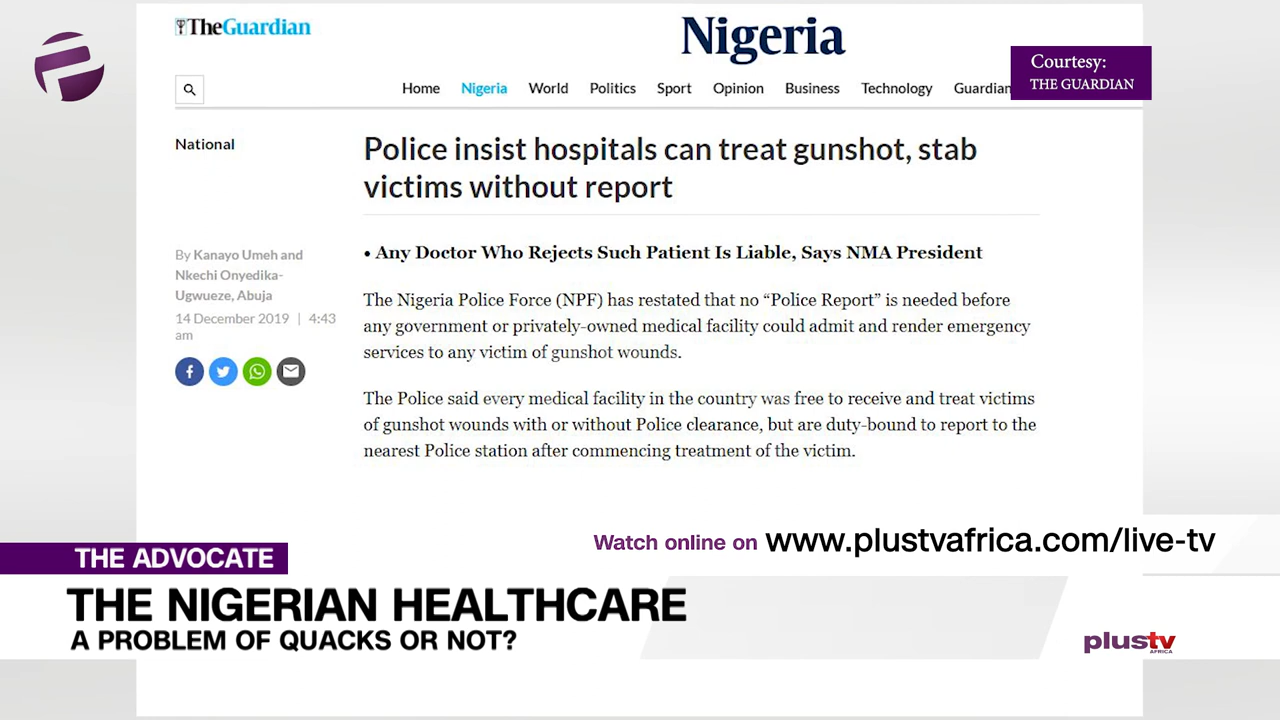 TheGuardian
Nigeria
Courtesy:
THE GUARDIAN
Home Nigeria World Politics Sport Opinion Business Technology Guardian
National
Police insist hospitals can treat gunshot, stab
victims without report
By Kanayo Umeh and
Nkechi Onyedika-
Ugwueze, Abuja
14 December 2019 | 4:43
am
• Any Doctor Who Rejects Such Patient Is Liable, Says NMA President
The Nigeria Police Force (NPF) has restated that no “Police Report” is needed before
any government or privately-owned medical facility could admit and render emergency
services to any victim of gunshot wounds.
The Police said every medical facility in the country was free to receive and treat victims
of gunshot wounds with or without Police clearance, but are duty-bound to report to the
nearest Police station after commencing treatment of the victim.
Watch online on www.plustvafrica.com/live-tv
THE ADVOCATE
THE NIGERIAN HEALTHCARE
A PROBLEM OF QUACKS OR NOT?
plustv
AFRICA